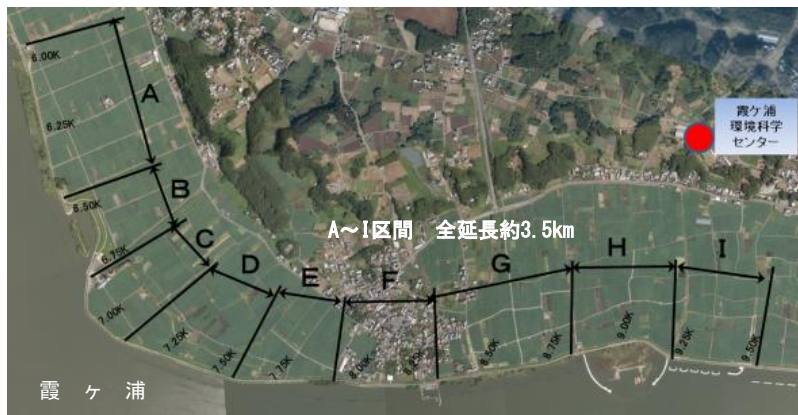 6.00K
A
6.25K
霞ケ浦
環境科学
センター
B
6.50K
A～I区間 全延長約3.5km
C
6.75K
D
E
F
G
H
I
7.00K
7.25K
7.50K
7.75K
8.00K
8.50K
8.75K
9.00K
9.25K
9.50K
霞ヶ浦